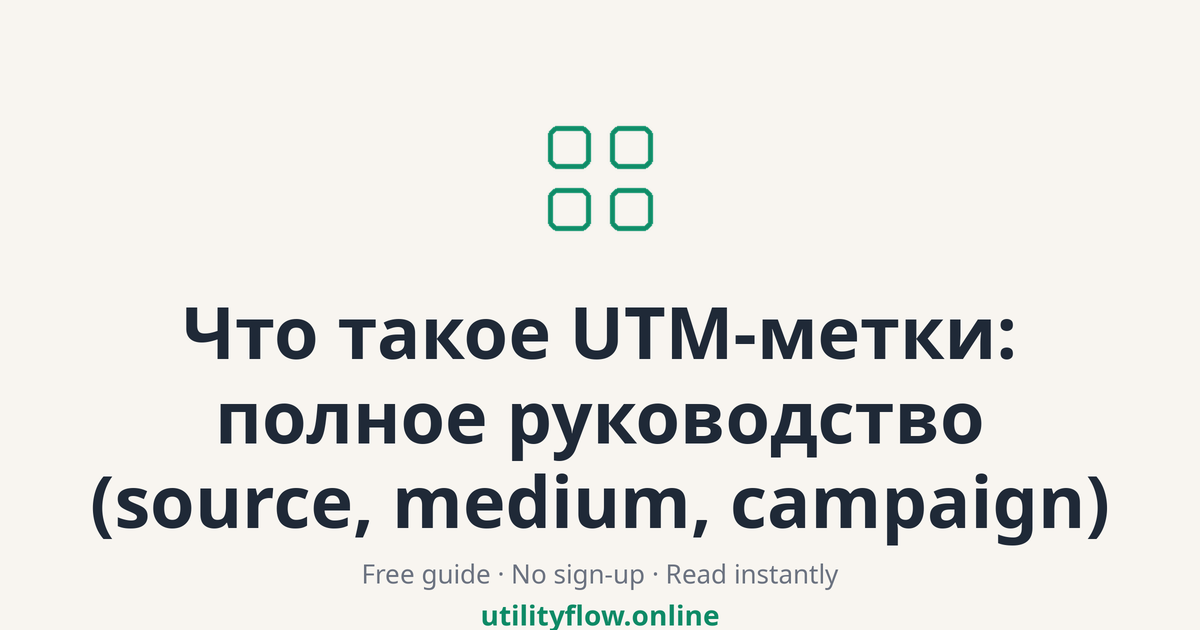 Что такое UTM-метки:
полное руководство
(source, medium, campaign)
Free guide · No sign-up · Read instantly
utilityflow.online